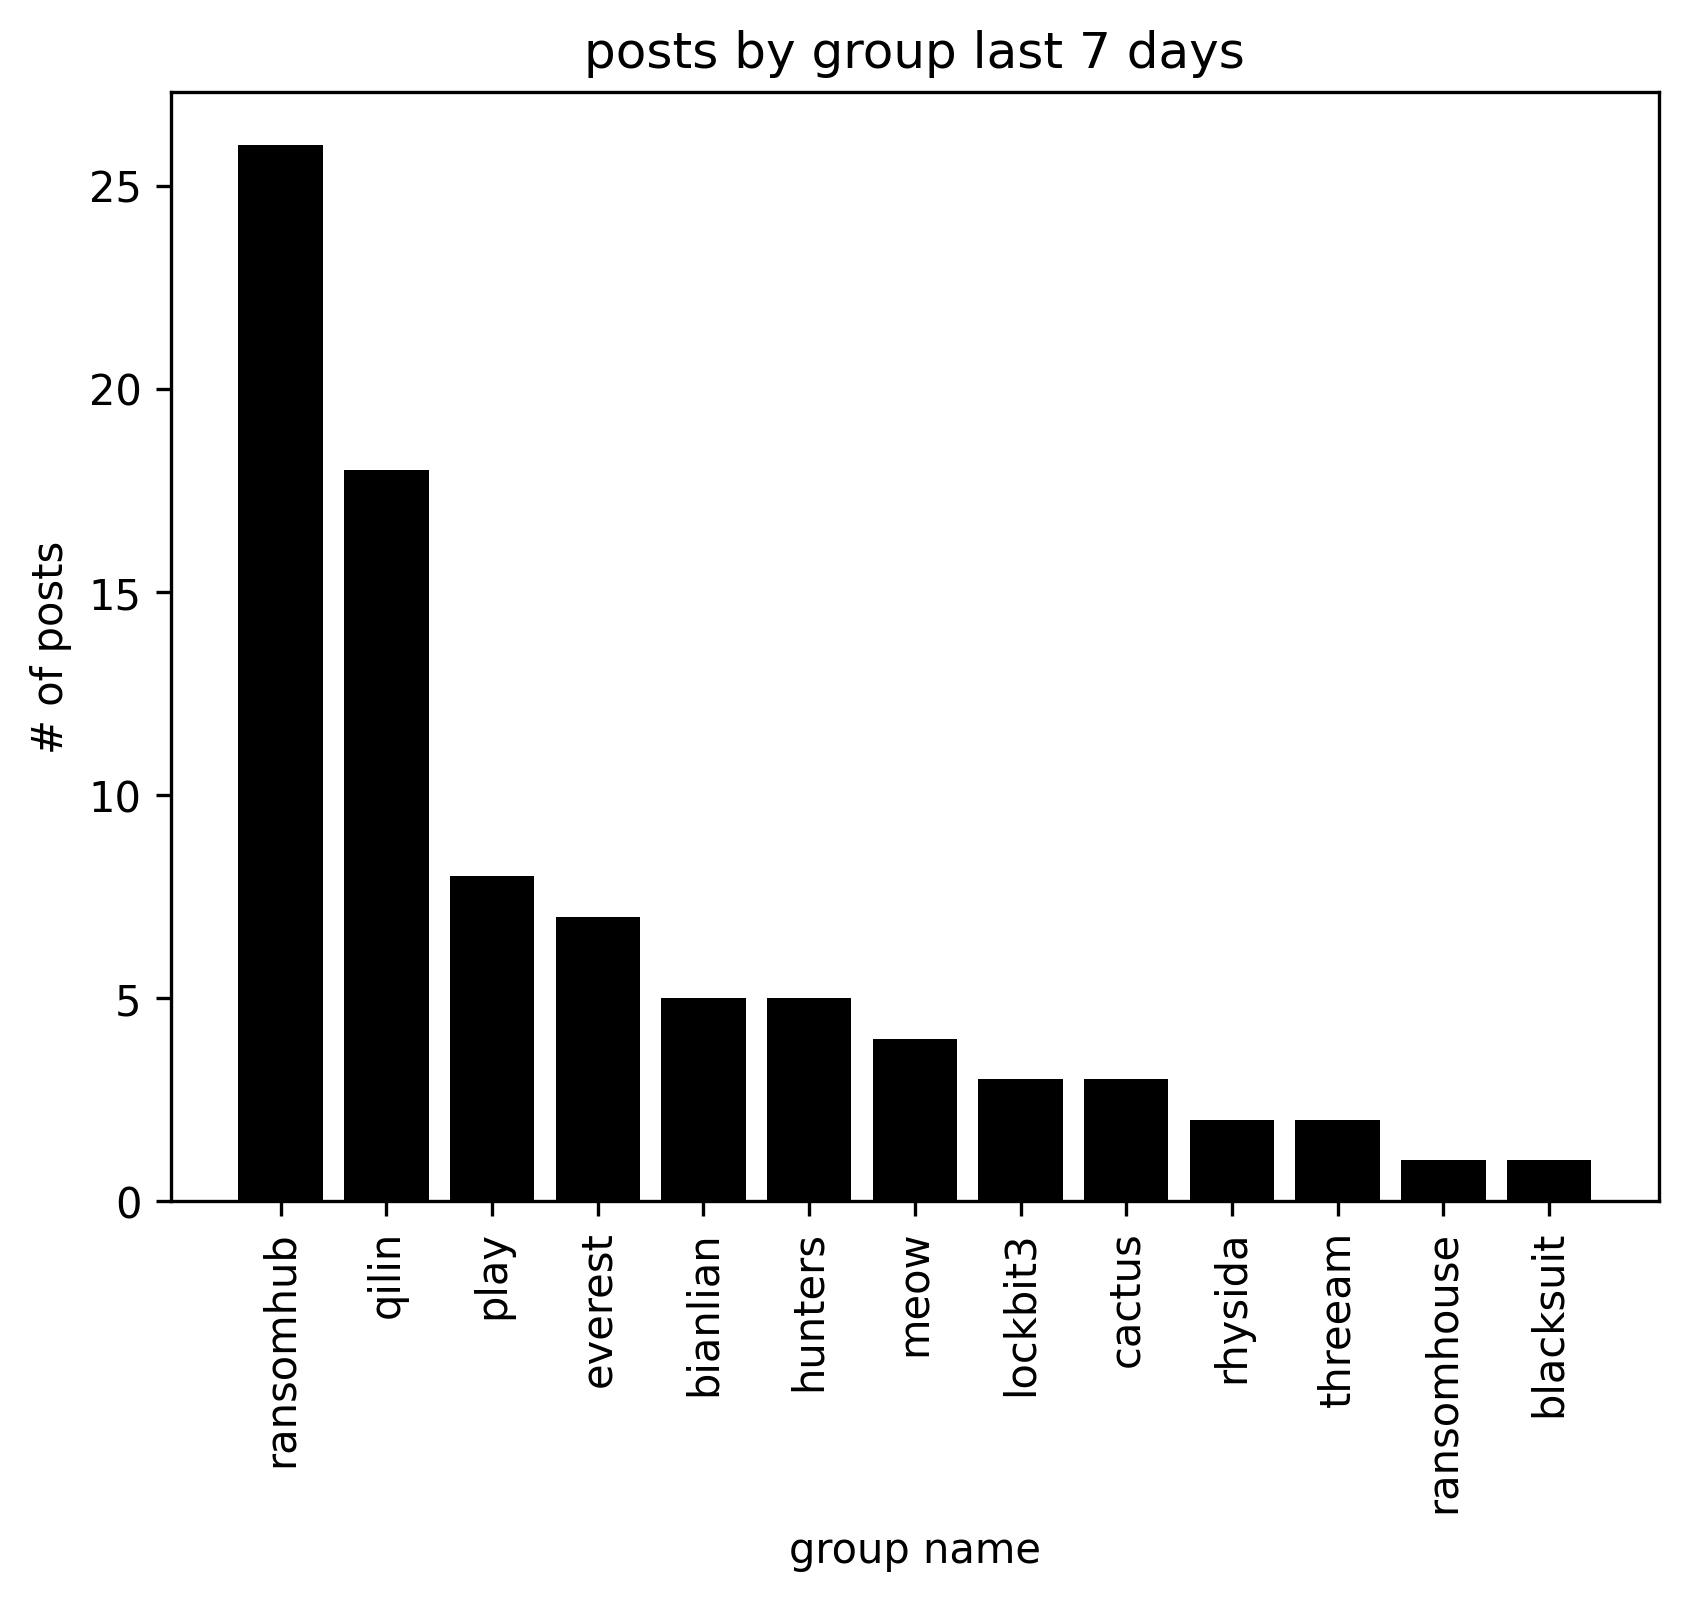 posts by group last 7 days
# of posts
25
20
15
10
5
0
ransomhub
qilin
play
everest
bianlian
hunters
meow
lockbit3
cactus
rhysida
threeam
ransomhouse
blacksuit
group name